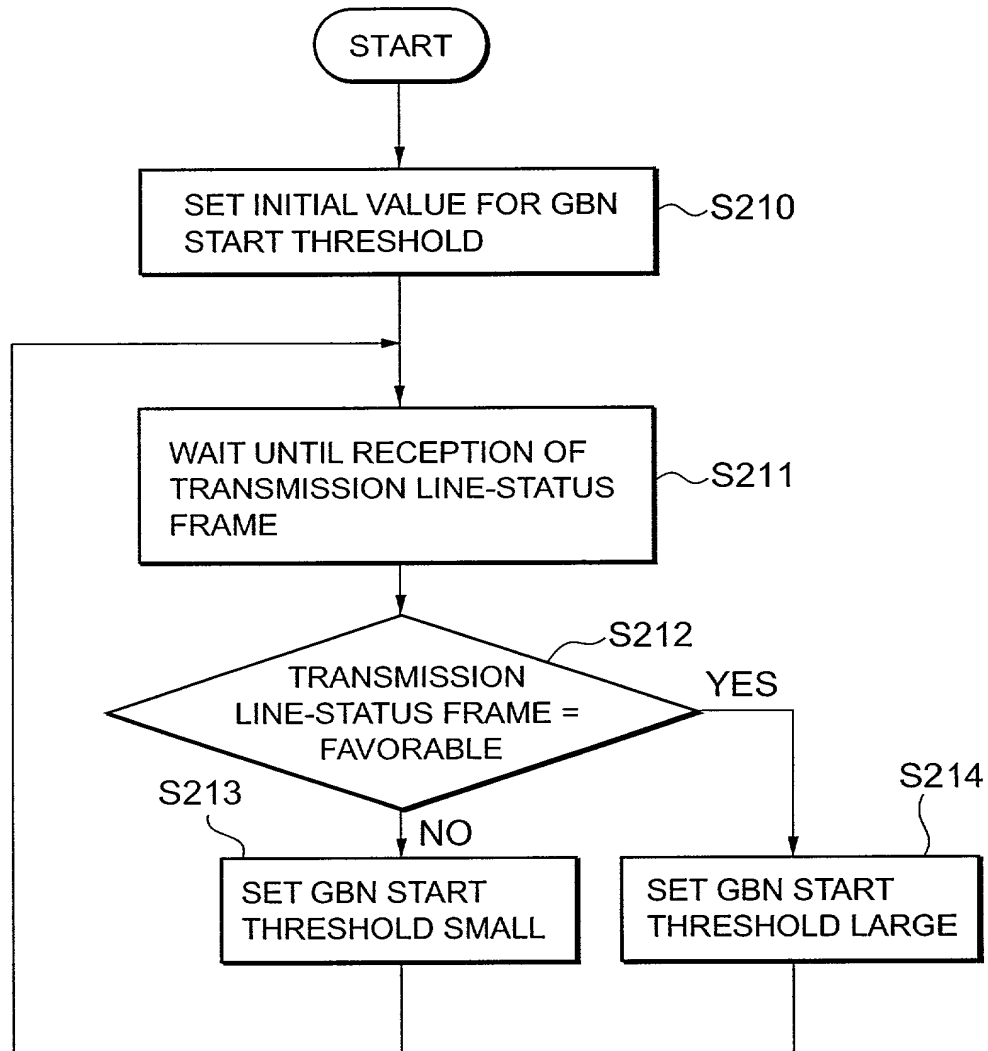 START
SET INITIAL VALUE FOR GBN
START THRESHOLD
S210
WAIT UNTIL RECEPTION OF
TRANSMISSION LINE-STATUS
FRAME
S211
S212
TRANSMISSION
LINE-STATUS FRAME =
FAVORABLE
YES
S213
NO
SET GBN START
THRESHOLD SMALL
S214
SET GBN START
THRESHOLD LARGE